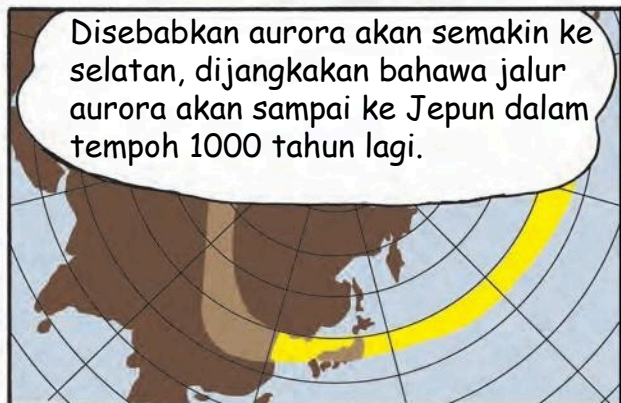 Disebabkan aurora akan semakin ke
selatan, dijangkakan bahawa jalur
aurora akan sampai ke Jepun dalam
tempoh 1000 tahun lagi.